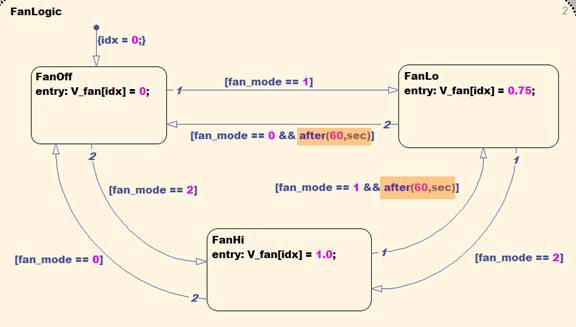 FanLogic
2
{idx = 0;}
FanOff
entry: V_fan[idx] = 0;
1
[fan_mode == 1]
FanLo
entry: V_fan[idx] = 0.75;
2
[fan_mode == 0 && after(60,sec)]
2
1
[fan_mode == 2]
[fan_mode == 1 && after(60,sec)]
FanHi
entry: V_fan[idx] = 1.0;
1
[fan_mode == 0]
[fan_mode == 2]
2